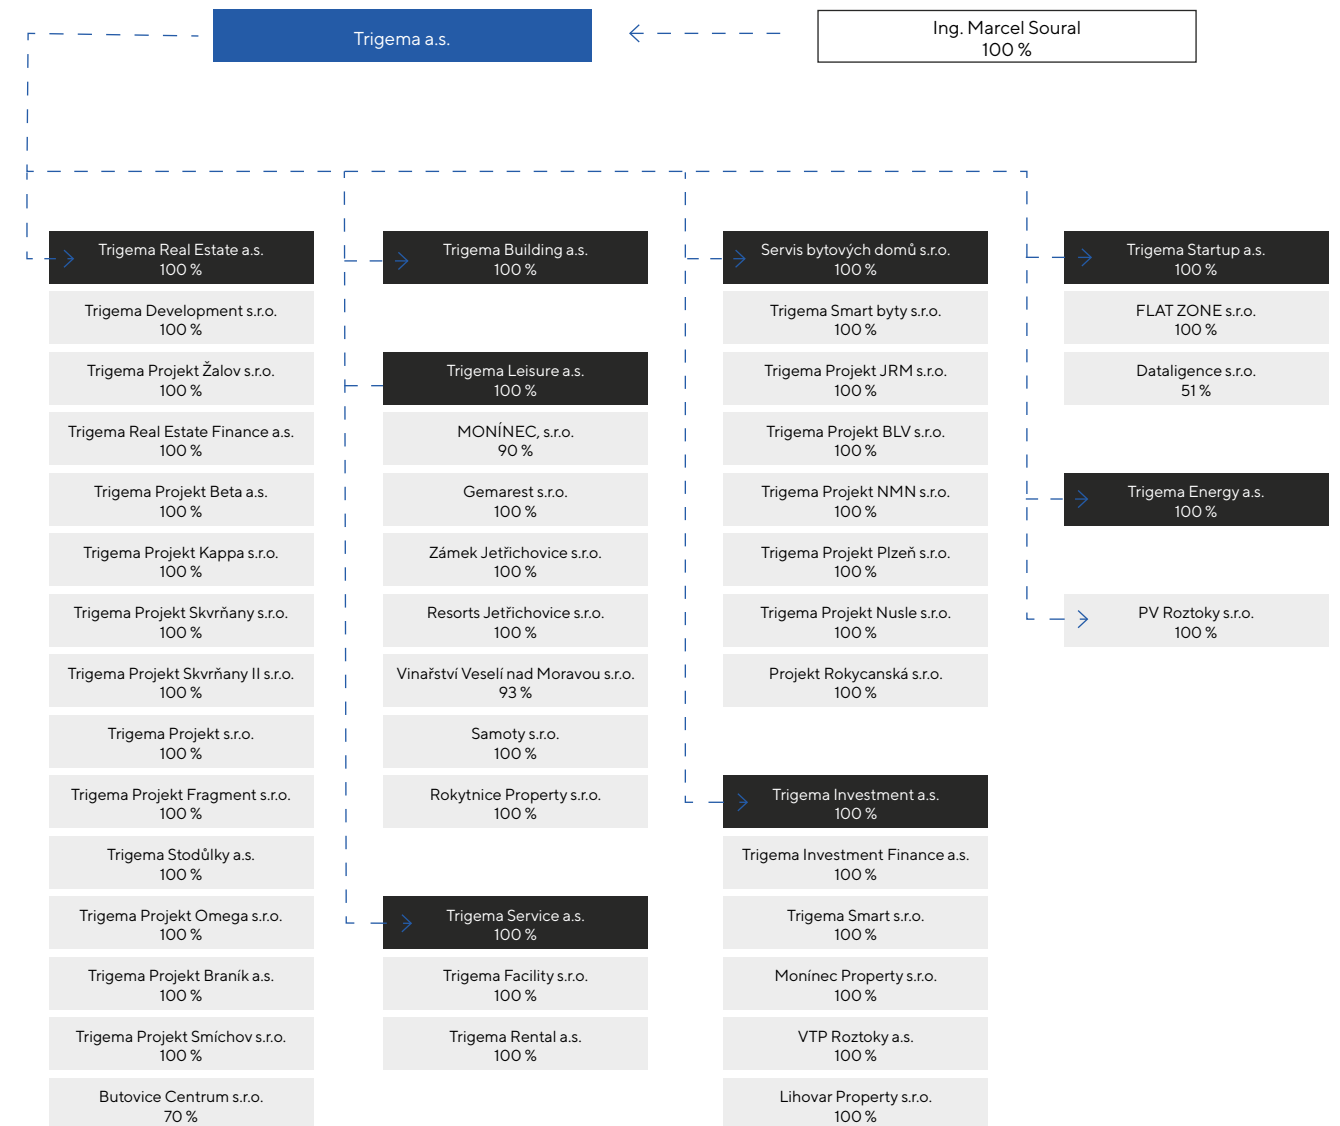 Trigema a.s.
Ing. Marcel Soural
100 %
Trigema Real Estate a.s.
100 %
Trigema Development s.r.o.
100 %
Trigema Projekt Žalov s.r.o.
100 %
Trigema Real Estate Finance a.s.
100 %
Trigema Projekt Beta a.s.
100 %
Trigema Projekt Kappa s.r.o.
100 %
Trigema Projekt Skvrňany s.r.o.
100 %
Trigema Projekt Skvrňany II s.r.o.
100 %
Trigema Projekt s.r.o.
100 %
Trigema Projekt Fragment s.r.o.
100 %
Trigema Stodůlky a.s.
100 %
Trigema Projekt Omega s.r.o.
100 %
Trigema Projekt Braník a.s.
100 %
Trigema Projekt Smíchov s.r.o.
100 %
Butovice Centrum s.r.o.
70 %
Trigema Building a.s.
100 %
Trigema Leisure a.s.
100 %
MONÍNEC, s.r.o.
90 %
Gemarest s.r.o.
100 %
Zámek Jetřichovice s.r.o.
100 %
Resorts Jetřichovice s.r.o.
100 %
Vinařství Veselí nad Moravou s.r.o.
93 %
Samoty s.r.o.
100 %
Rokytnice Property s.r.o.
100 %
Trigema Service a.s.
100 %
Trigema Facility s.r.o.
100 %
Trigema Rental a.s.
100 %
Servis bytových domů s.r.o.
100 %
Trigema Smart byty s.r.o.
100 %
Trigema Projekt JRM s.r.o.
100 %
Trigema Projekt BLV s.r.o.
100 %
Trigema Projekt NMN s.r.o.
100 %
Trigema Projekt Plzeň s.r.o.
100 %
Trigema Projekt Nusle s.r.o.
100 %
Projekt Rokycanská s.r.o.
100 %
Trigema Investment a.s.
100 %
Trigema Investment Finance a.s.
100 %
Trigema Smart s.r.o.
100 %
Monínec Property s.r.o.
100 %
VTP Roztoky a.s.
100 %
Lihovar Property s.r.o.
100 %
Trigema Startup a.s.
100 %
FLAT ZONE s.r.o.
100 %
Dataligence s.r.o.
51 %
Trigema Energy a.s.
100 %
PV Roztoky s.r.o.
100 %